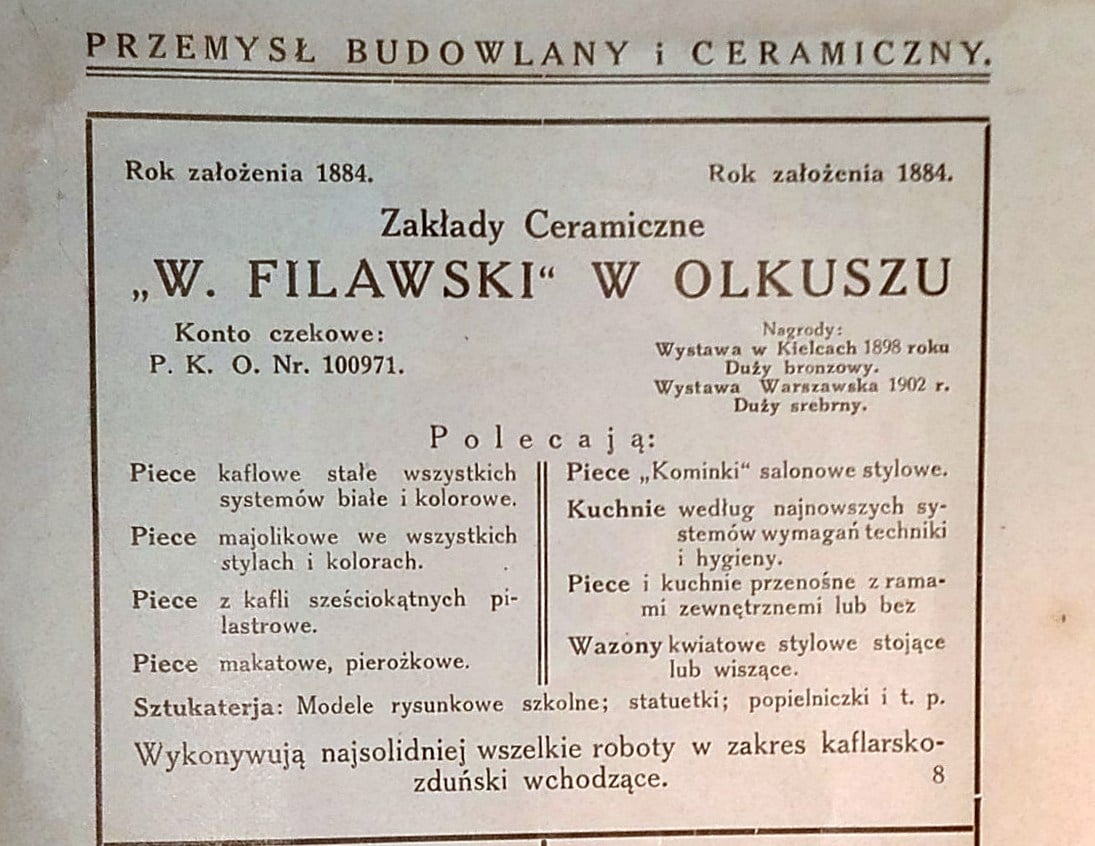 PRZEMYSŁ BUDOWLANY i CERAMICZNY.
Rok założenia 1884.
Rok założenia 1884.
Zakłady Ceramiczne
„W. FILAWSKI“ W OLKUSZU
Konto czekowe:
P. K. O. Nr. 100971.
Nagrody:
Wystawa w Kielcach 1898 roku
Duży bronzowy.
Wystawa Warszawska 1902 r.
Duży srebrny.
Polecają:
Piece kaflowe stałe wszystkich
systemów białe i kolorowe.
Piece majolikowe we wszystkich
stylach i kolorach.
Piece z kafli sześciokątnych pi-
lastrowe.
Piece makatowe, pierożkowe.
Piece „Kominki“ salonowe stylowe.
Kuchnie według najnowszych sy-
stemów wymagań techniki
i hygieny.
Piece i kuchnie przenośne z rama-
mi zewnętrznemi lub bez
Wazony kwiatowe stylowe stojące
lub wiszące.
Sztukaterja: Modele rysunkowe szkolne; statuetki; popielniczki i t. p.
Wykonywują najsolidniej wszelkie roboty w zakres kaflarsko-
zduński wchodzące.
8